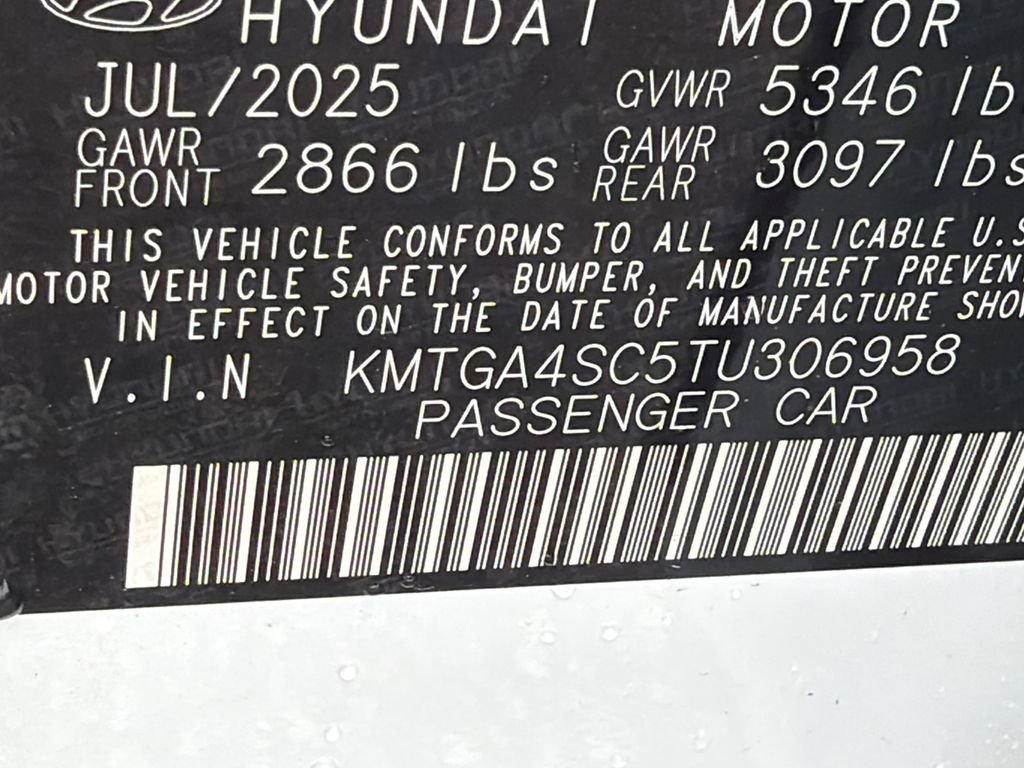 HYUNDAI MOTOR
JUL/2025 GVWR 5346 lb
GAWR FRONT 2866 lbs GAWR REAR 3097 lbs
THIS VEHICLE CONFORMS TO ALL APPLICABLE U.S
MOTOR VEHICLE SAFETY, BUMPER, AND THEFT PREVEN
IN EFFECT ON THE DATE OF MANUFACTURE SHO
V.I.N KMTGA4SC5TU306958
PASSENGER CAR